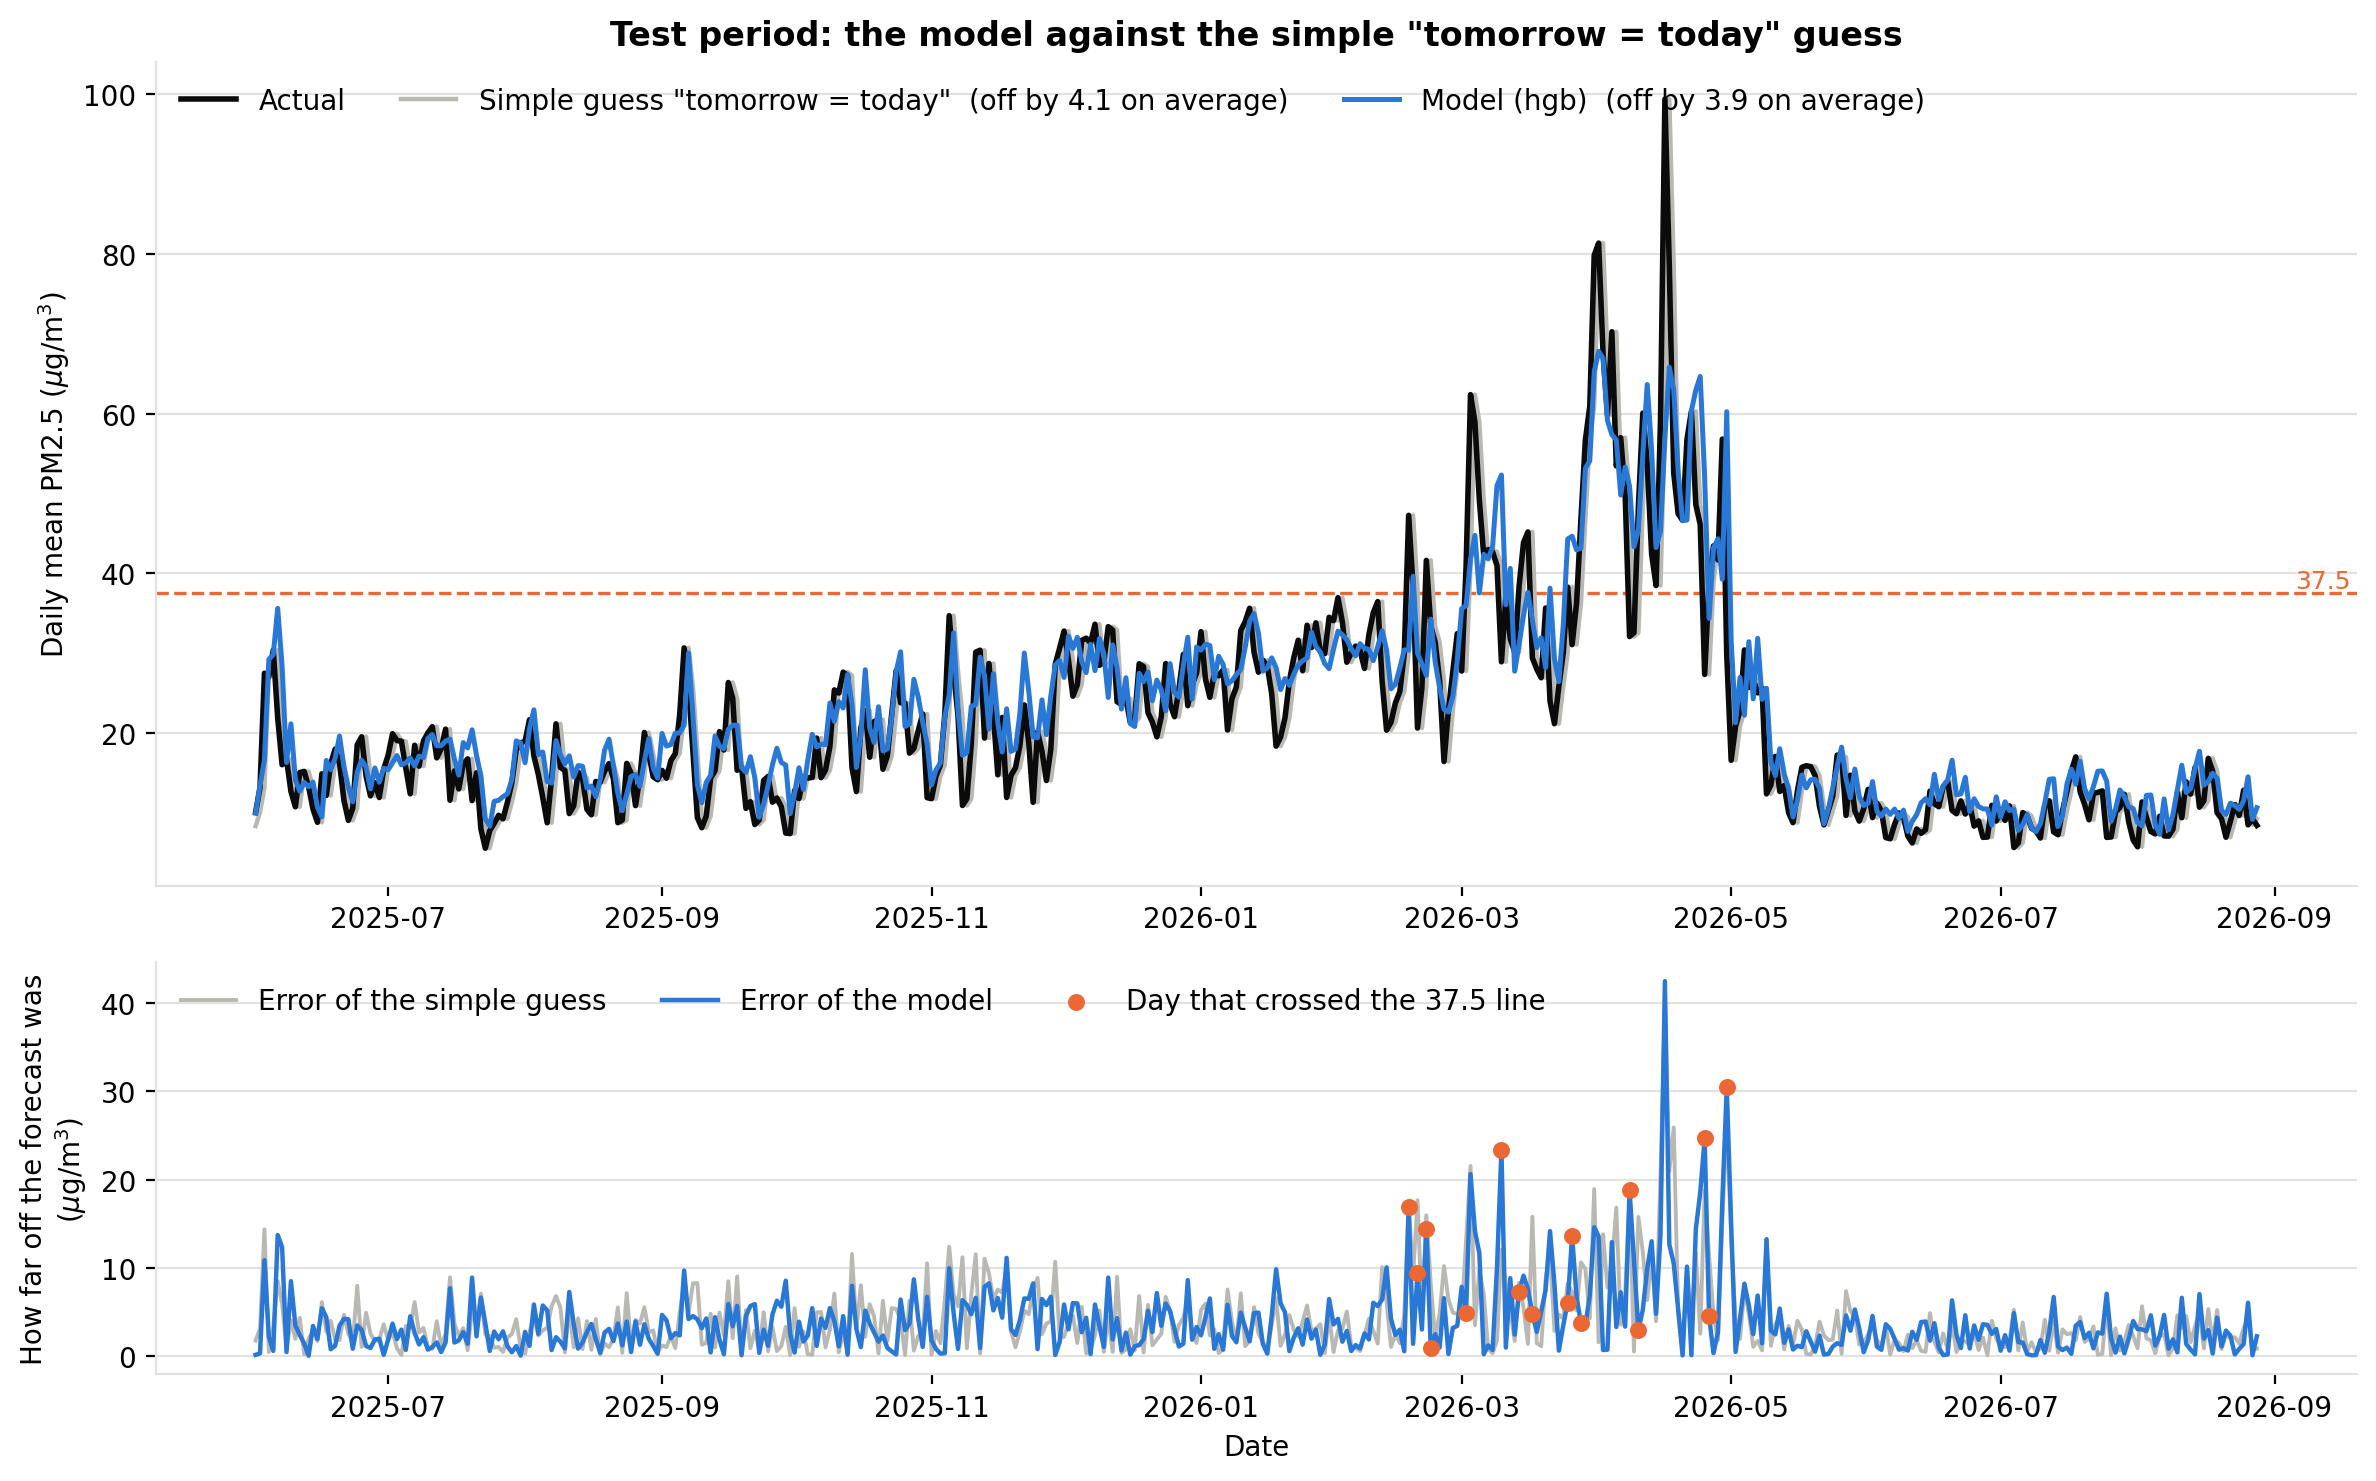 Test period: the model against the simple "tomorrow = today" guess
Actual
Simple guess "tomorrow = today"  (off by 4.1 on average)
Model (hgb)  (off by 3.9 on average)
Daily mean PM2.5 (μg/m³)
100
80
60
40
20
37.5
2025-07
2025-09
2025-11
2026-01
2026-03
2026-05
2026-07
2026-09
Error of the simple guess
Error of the model
Day that crossed the 37.5 line
How far off the forecast was
(μg/m³)
40
30
20
10
0
2025-07
2025-09
2025-11
2026-01
2026-03
2026-05
2026-07
2026-09
Date